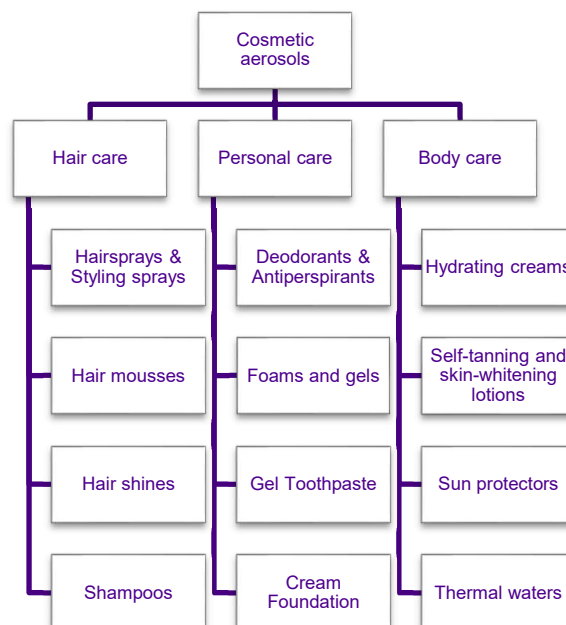 Cosmetic
aerosols
Hair care
Personal care
Body care
Hairsprays &
Styling sprays
Deodorants &
Antiperspirants
Hydrating creams
Hair mousses
Foams and gels
Self-tanning and
skin-whitening
lotions
Hair shines
Gel Toothpaste
Sun protectors
Shampoos
Cream
Foundation
Thermal waters